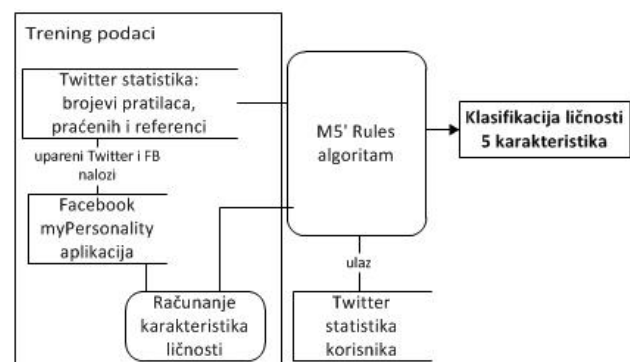 Trening podaci
Twitter statistika:
brojevi pratilaca,
praćenih i referenci
upareni Twitter i FB
nalozi
Facebook
myPersonality
aplikacija
Računanje
karakteristika
ličnosti
M5' Rules
algoritam
ulaz
Twitter
statistika
korisnika
Klasifikacija ličnosti
5 karakteristika